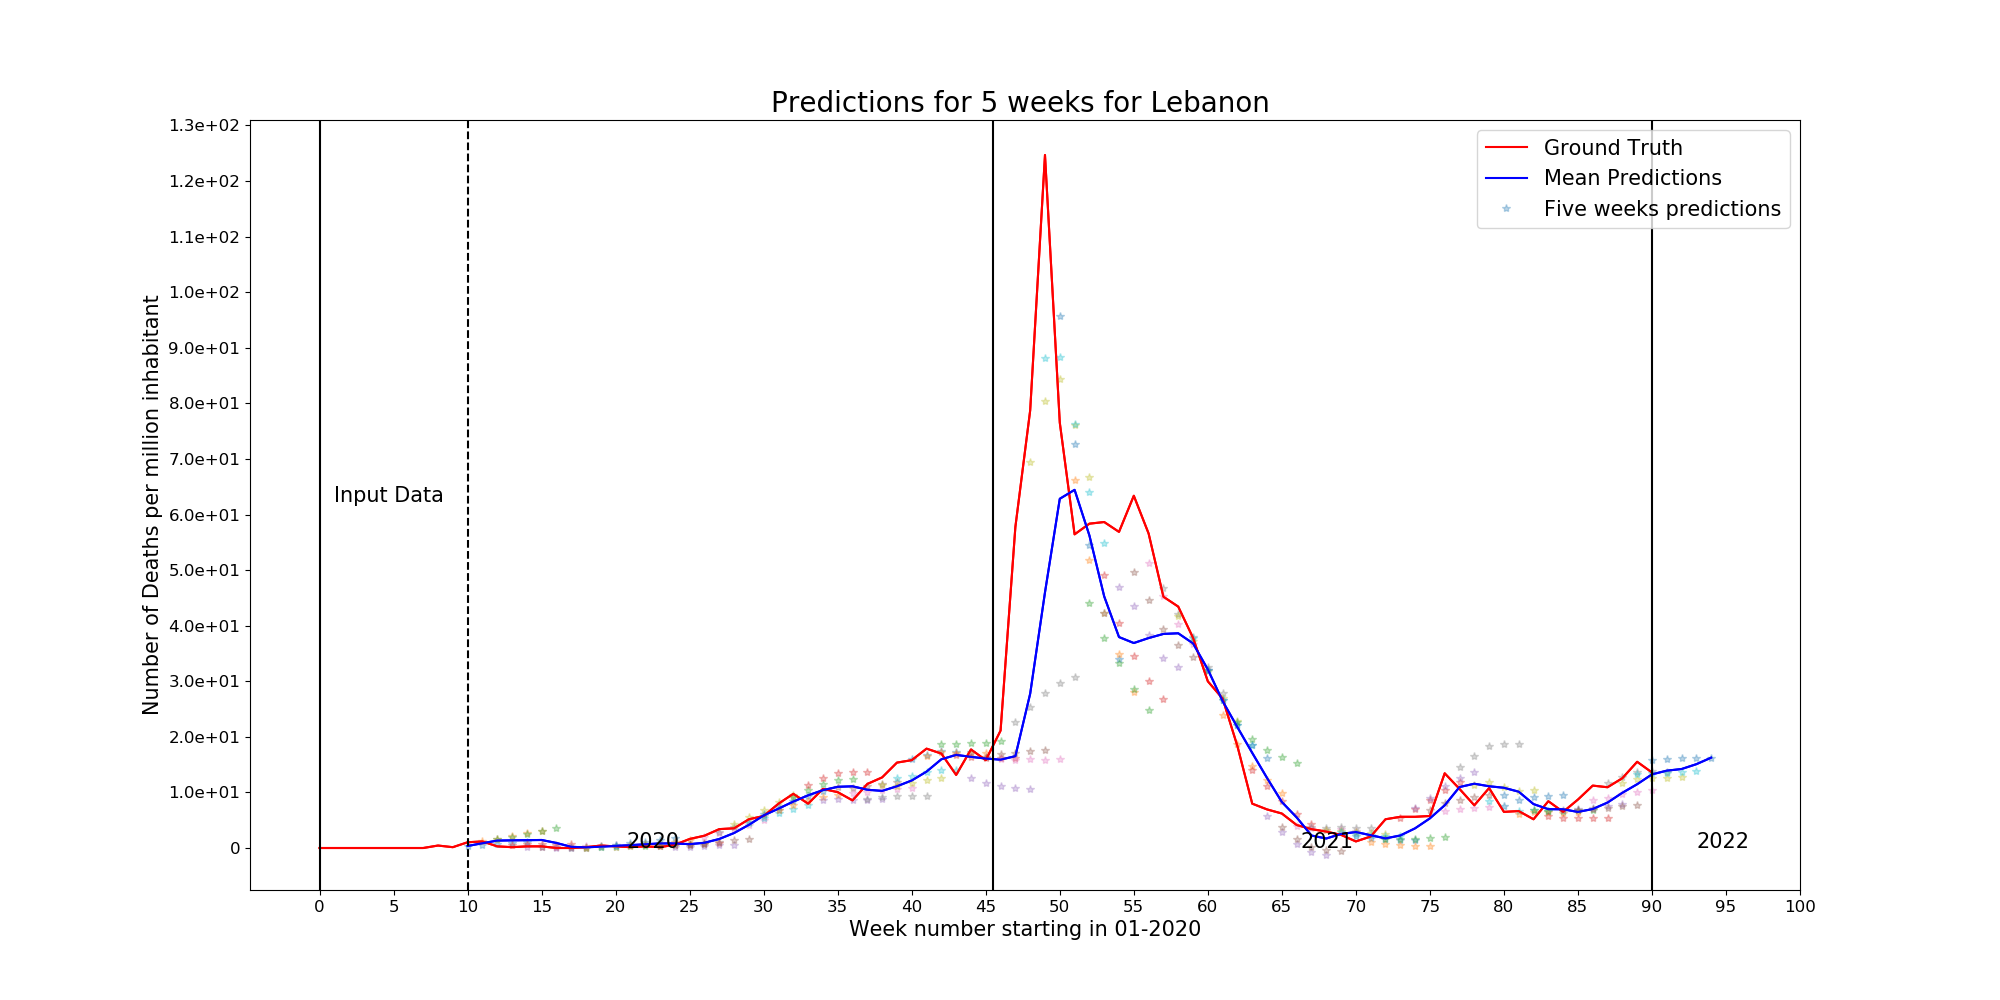 Predictions for 5 weeks for Lebanon
1.3e+02
1.2e+02
1.1e+02
1.0e+02
9.0e+01
8.0e+01
7.0e+01
6.0e+01
5.0e+01
4.0e+01
3.0e+01
2.0e+01
1.0e+01
0
Number of Deaths per million inhabitant
Ground Truth
Mean Predictions
Five weeks predictions
Input Data
2020
2021
2022
0 5 10 15 20 25 30 35 40 45 50 55 60 65 70 75 80 85 90 95 100
Week number starting in 01-2020